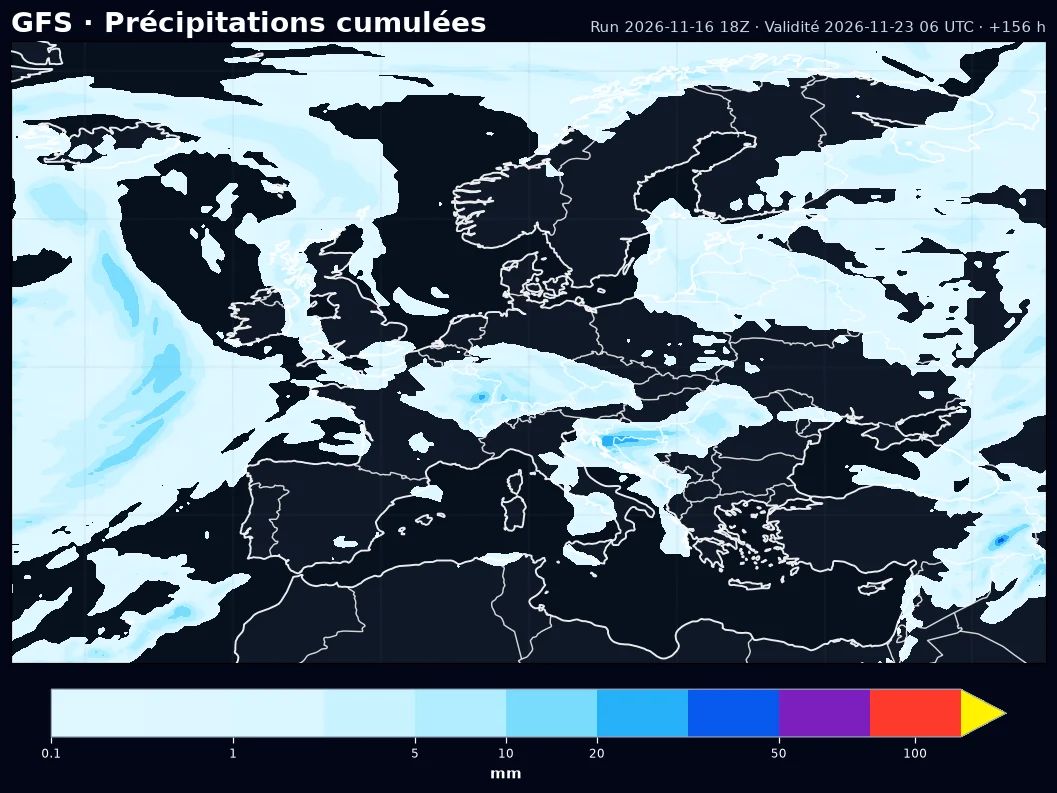 GFS · Précipitations cumulées
Run 2026-11-16 18Z · Validité 2026-11-23 06 UTC · +156 h
0.1 1 5 10 20 50 100
mm